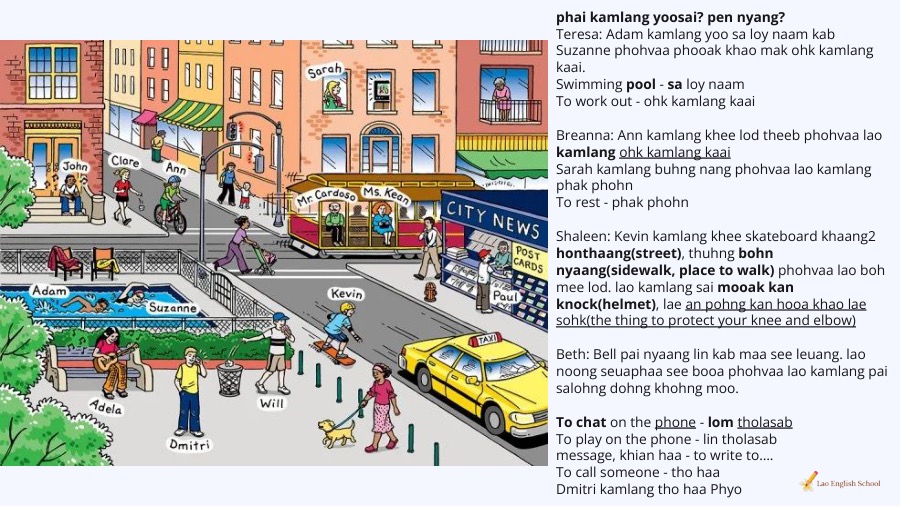 Sarah
John
Clare
Ann
Mr. Cardoso
Ms. Kean
CITY NEWS
POST
CARDS
Adam
Suzanne
Kevin
Paul
TAXI
Adela
Will
Dmitri
phai kamlang yoosai? pen nyang?
Teresa: Adam kamlang yoo sa loy naam kab
Suzanne phohvaa phooak khao mak ohk kamlang
kaai.
Swimming pool - sa loy naam
To work out - ohk kamlang kaai
Breanna: Ann kamlang khee lod theeb phohvaa lao
kamlang ohk kamlang kaai
Sarah kamlang buhng nang phohvaa lao kamlang
phak phohn
To rest - phak phohn
Shaleen: Kevin kamlang khee skateboard khaang2
honthaang(street), thuhng bohn
nyaang(sidewalk, place to walk) phohvaa lao boh
mee lod. lao kamlang sai mooak kan
knock(helmet), lae an pohng kan hooa khao lae
sohk(the thing to protect your knee and elbow)
Beth: Bell pai nyaang lin kab maa see leuang. lao
noong seuaphaa see booa phohvaa lao kamlang pai
salohng dohng khohng moo.
To chat on the phone - lom tholasab
To play on the phone - lin tholasab
message, khian haa - to write to....
To call someone - tho haa
Dmitri kamlang tho haa Phyo
Lao English School